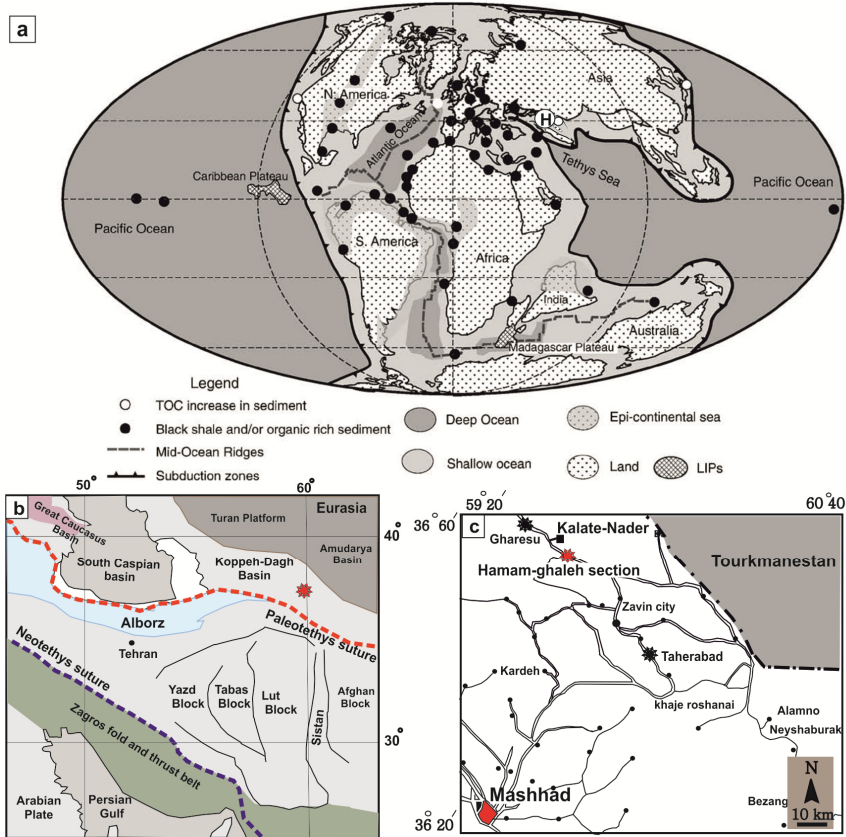 a
Asia
N. America
H
Atlantic Ocean
Caribbean Plateau
Tethys Sea
Pacific Ocean
Pacific Ocean
S. America
Africa
India
Australia
Madagascar Plateau
Legend
TOC increase in sediment
Black shale and/or organic rich sediment
Mid-Ocean Ridges
Subduction zones
Deep Ocean
Epi-continental sea
Shallow ocean
Land
LIPs
b
50°
60°
Great Caucasus
Basin
Turan Platform
Eurasia
40°
South Caspian
basin
Koppeh-Dagh
Basin
Amudarya
Basin
Alborz
Paleotethys suture
Neotethys suture
Tehran
Yazd
Block
Tabas
Block
Lut
Block
Sistan
Afghan
Block
Zagros fold and thrust belt
30°
Arabian
Plate
Persian
Gulf
c
59 20′
60 40′
36 60′
Kalate-Nader
Gharesu
Hamam-ghaleh section
Tourkmanestan
Zavin city
Taherabad
Kardeh
khaje roshanai
Alamno
Neyshaburak
Mashhad
N
Bezang
10 km
36 20′